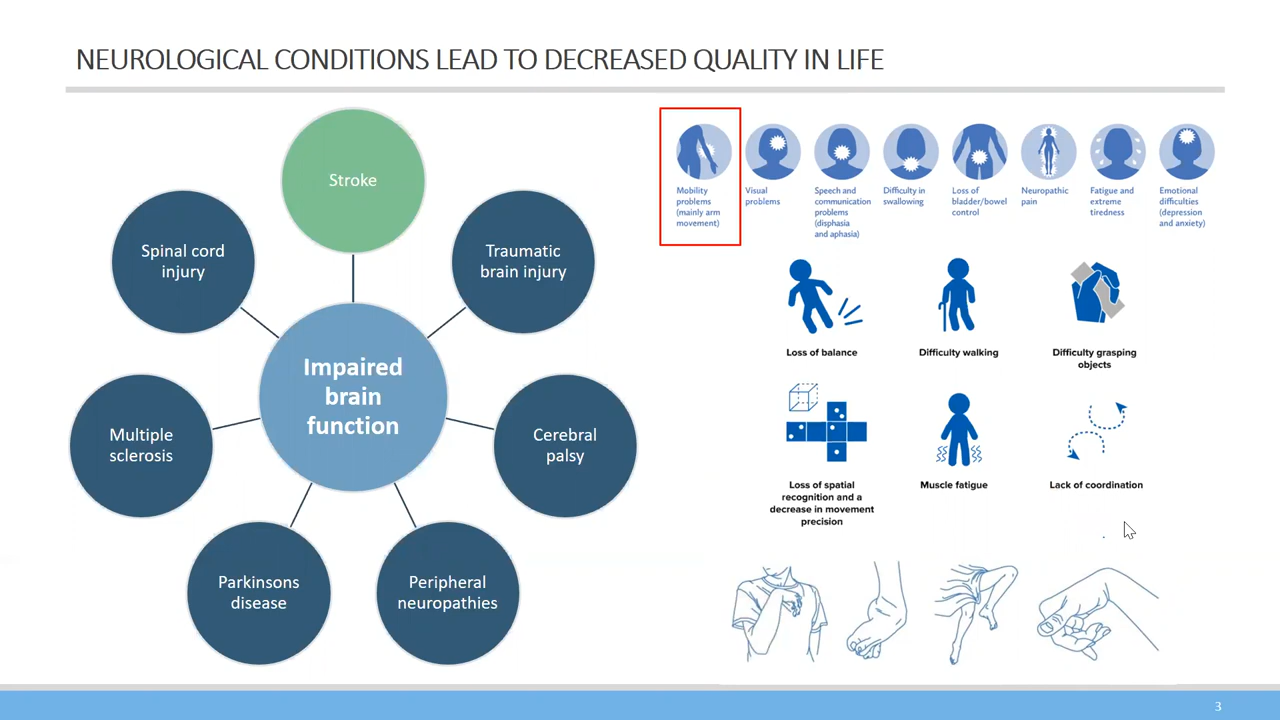 NEUROLOGICAL CONDITIONS LEAD TO DECREASED QUALITY IN LIFE
Stroke
Spinal cord
injury
Traumatic
brain injury
Impaired
brain
function
Multiple
sclerosis
Cerebral
palsy
Parkinsons
disease
Peripheral
neuropathies
Mobility
problems
(mainly arm
movement)
Visual
problems
Speech and
communication
problems
(disphasia
and aphasia)
Difficulty in
swallowing
Loss of
bladder/bowel
control
Neuropathic
pain
Fatigue and
extreme
tiredness
Emotional
difficulties
(depression
and anxiety)
Loss of balance
Difficulty walking
Difficulty grasping
objects
Loss of spatial
recognition and a
decrease in movement
precision
Muscle fatigue
Lack of coordination
3